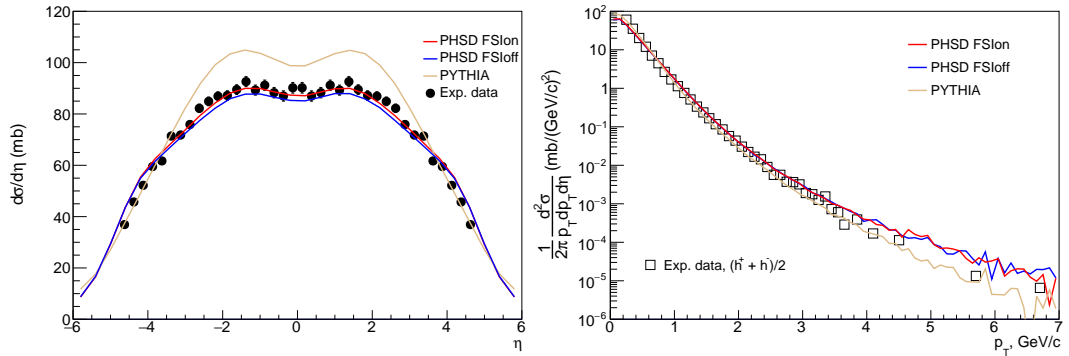 dσ/dη (mb)
120
100
80
60
40
20
0
−6
−4
−2
0
2
4
6
η
PHSD FSIon
PHSD FSIoff
PYTHIA
Exp. data
1/2π d²σ/p_T dp_T dη (mb/(GeV/c)²)
10²
10
1
10⁻¹
10⁻²
10⁻³
10⁻⁴
10⁻⁵
10⁻⁶
0
1
2
3
4
5
6
7
p_T, GeV/c
PHSD FSIon
PHSD FSIoff
PYTHIA
Exp. data, (h⁺ + h⁻)/2